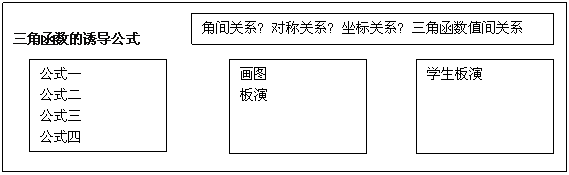 角间关系？对称关系？坐标关系？三角函数值间关系
三角函数的诱导公式
公式一
公式二
公式三
公式四
画图
板演
学生板演